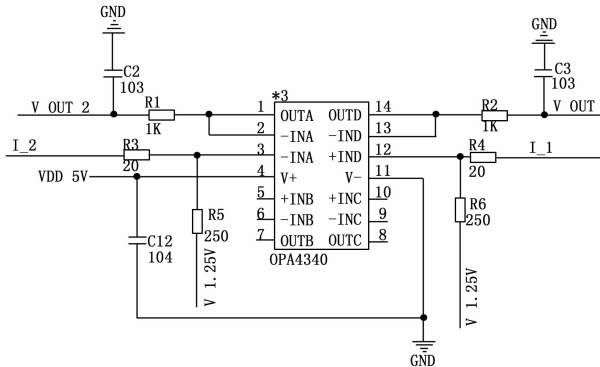 GND
GND
C2
103
C3
103
*3
V OUT 2
R1
1K
1
OUTA
OUTD
14
R2
1K
V OUT
2
-INA
-IND
13
I_2
R3
20
3
-INA
+IND
12
R4
20
I_1
VDD 5V
4
V+
V-
11
5
+INB
+INC
10
R5
250
R6
250
6
-INB
-INC
9
C12
104
7
OUTB
OUTC
8
OPA4340
V 1.25V
V 1.25V
GND